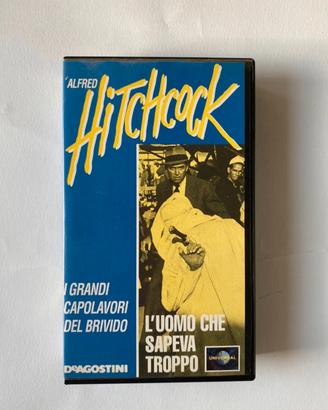 ALFRED
HITCHCOCK
I GRANDI
CAPOLAVORI
DEL BRIVIDO
L'UOMO CHE
SAPEVA
TROPPO
DEAGOSTINI
UNIVERSAL